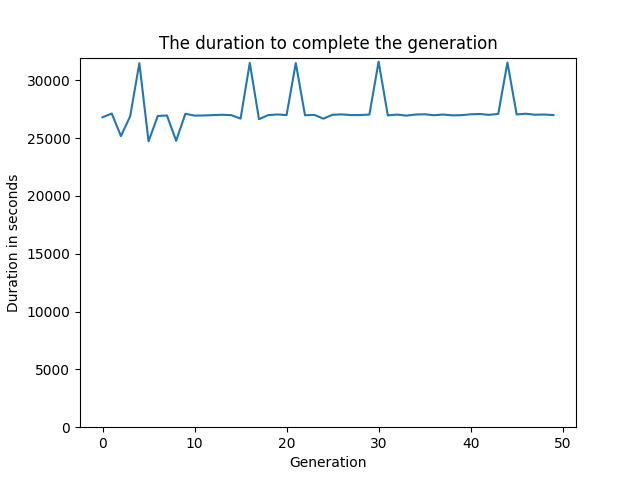 The duration to complete the generation
30000
25000
20000
15000
10000
5000
0
Duration in seconds
0 10 20 30 40 50
Generation